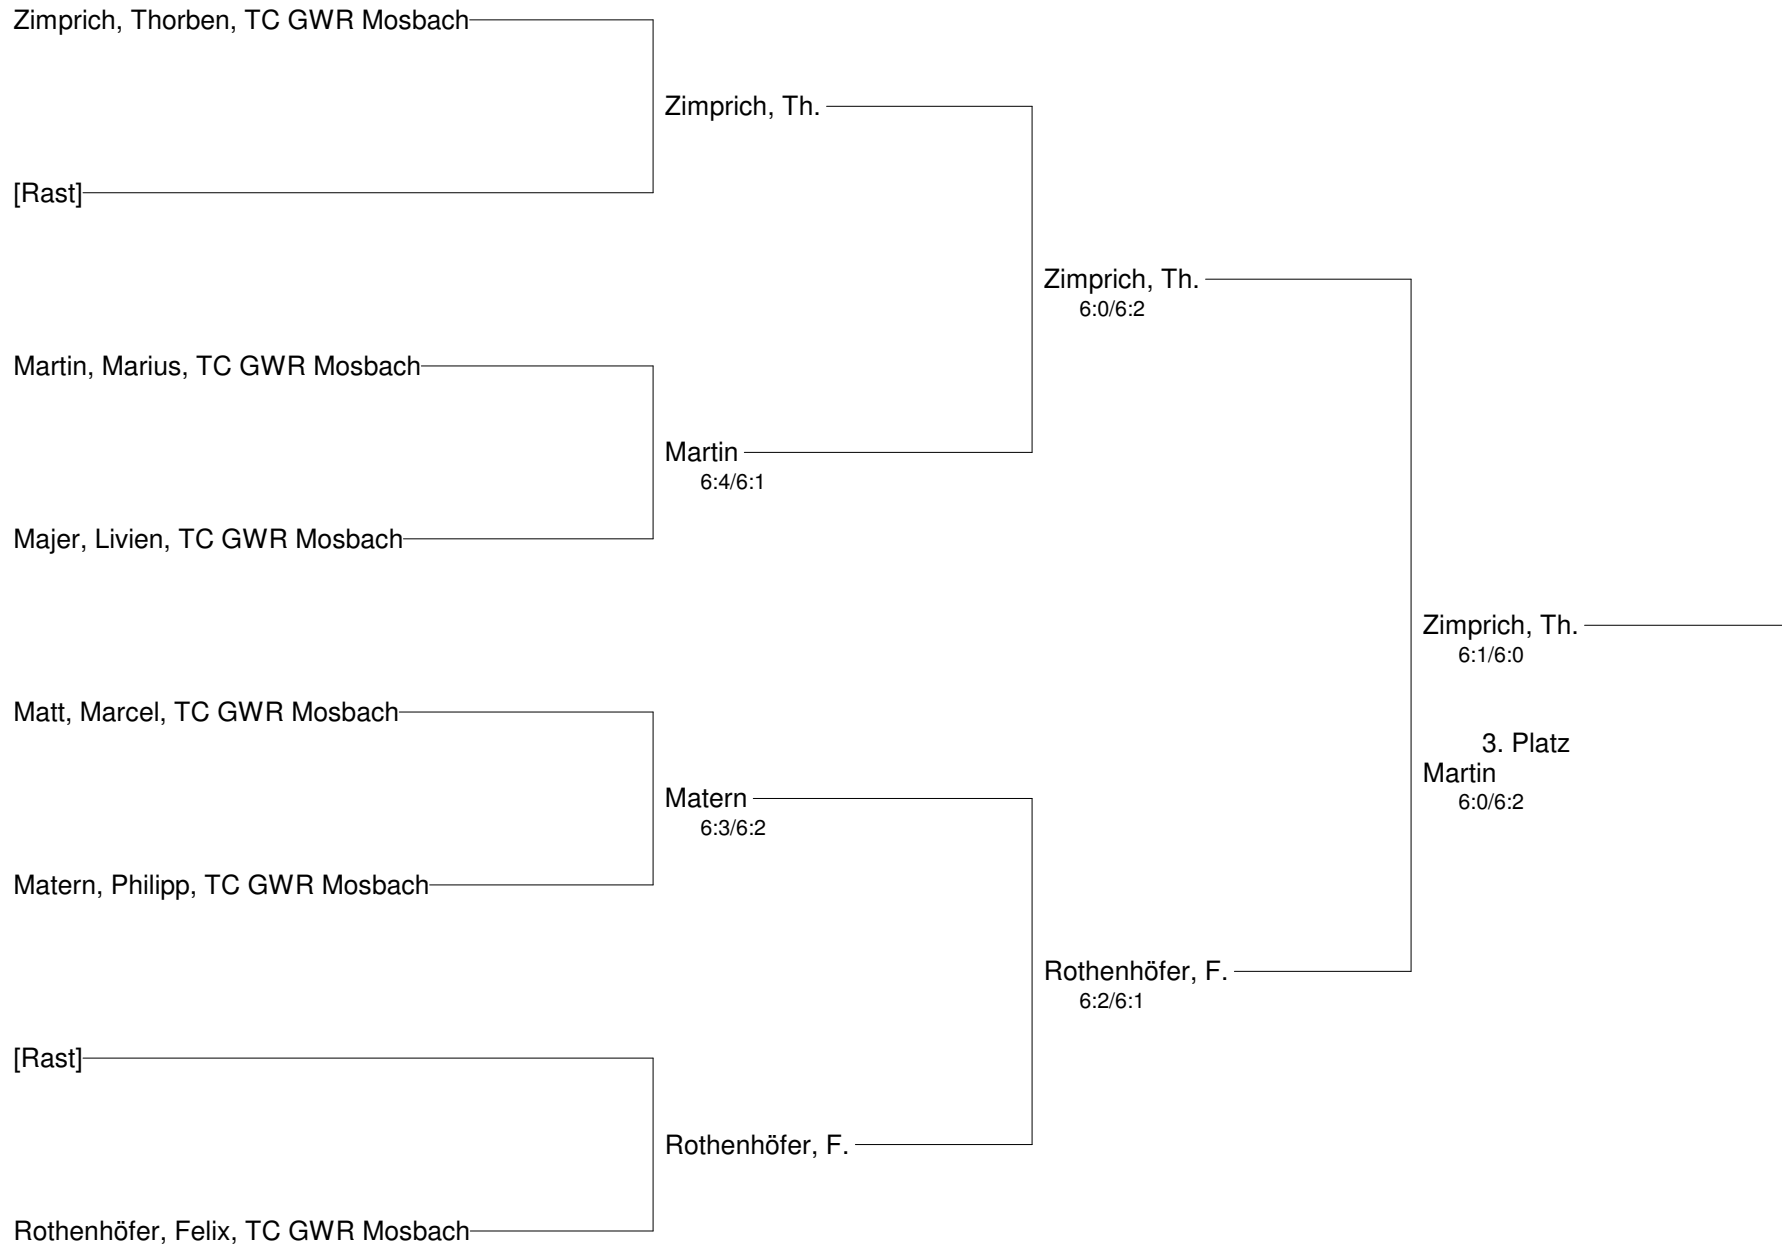 Zimprich, Thorben, TC GWR Mosbach
Zimprich, Th.
[Rast]
Zimprich, Th.
6:0/6:2
Martin, Marius, TC GWR Mosbach
Martin
6:4/6:1
Majer, Livien, TC GWR Mosbach
Zimprich, Th.
6:1/6:0
Matt, Marcel, TC GWR Mosbach
3. Platz
Martin
6:0/6:2
Matern
6:3/6:2
Matern, Philipp, TC GWR Mosbach
Rothenhöfer, F.
6:2/6:1
[Rast]
Rothenhöfer, F.
Rothenhöfer, Felix, TC GWR Mosbach